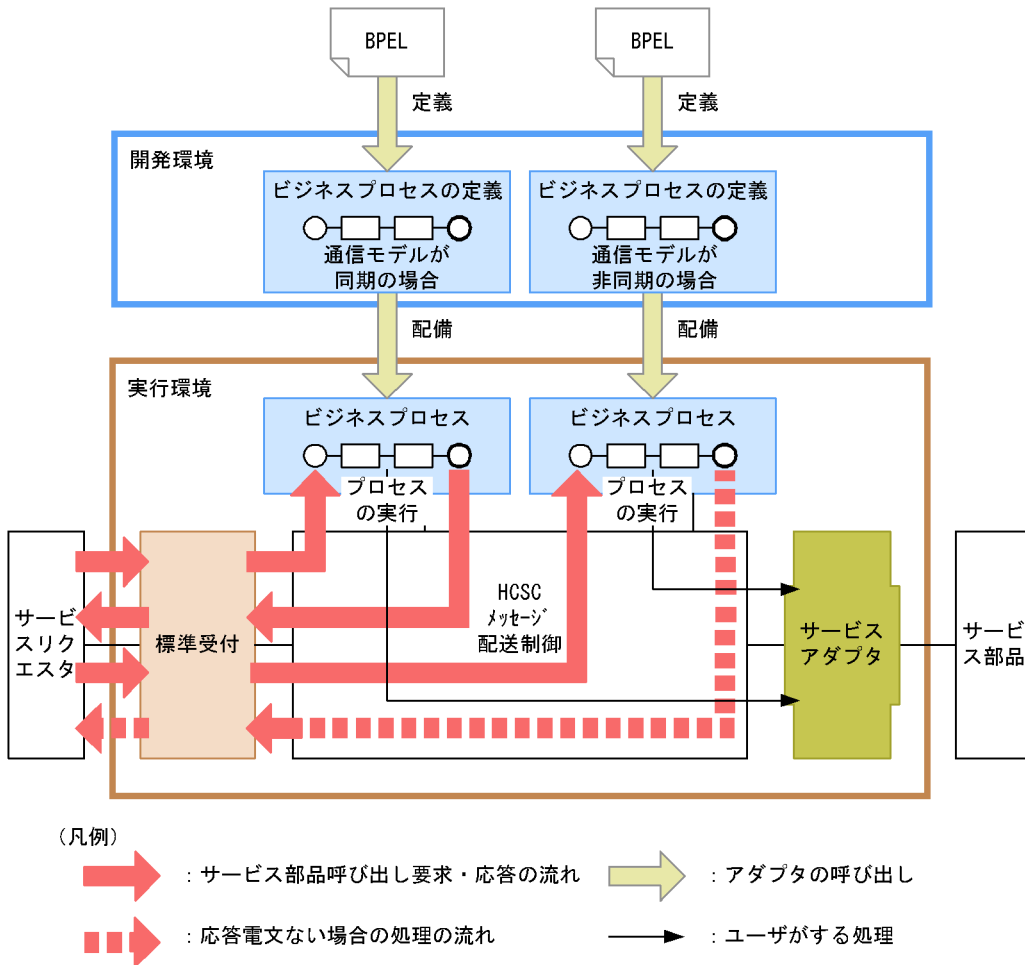 BPEL
BPEL
定義
定義
開発環境
ビジネスプロセスの定義
通信モデルが
同期の場合
ビジネスプロセスの定義
通信モデルが
非同期の場合
配備
配備
実行環境
ビジネスプロセス
プロセス
の実行
ビジネスプロセス
プロセス
の実行
サービ
スリク
エスタ
標準受付
HCSC
ﾒｯｾｰｼﾞ
配送制御
サービス
アダプタ
サービ
ス部品
(凡例)
：サービス部品呼び出し要求・応答の流れ
：アダプタの呼び出し
：応答電文ない場合の処理の流れ
：ユーザがする処理